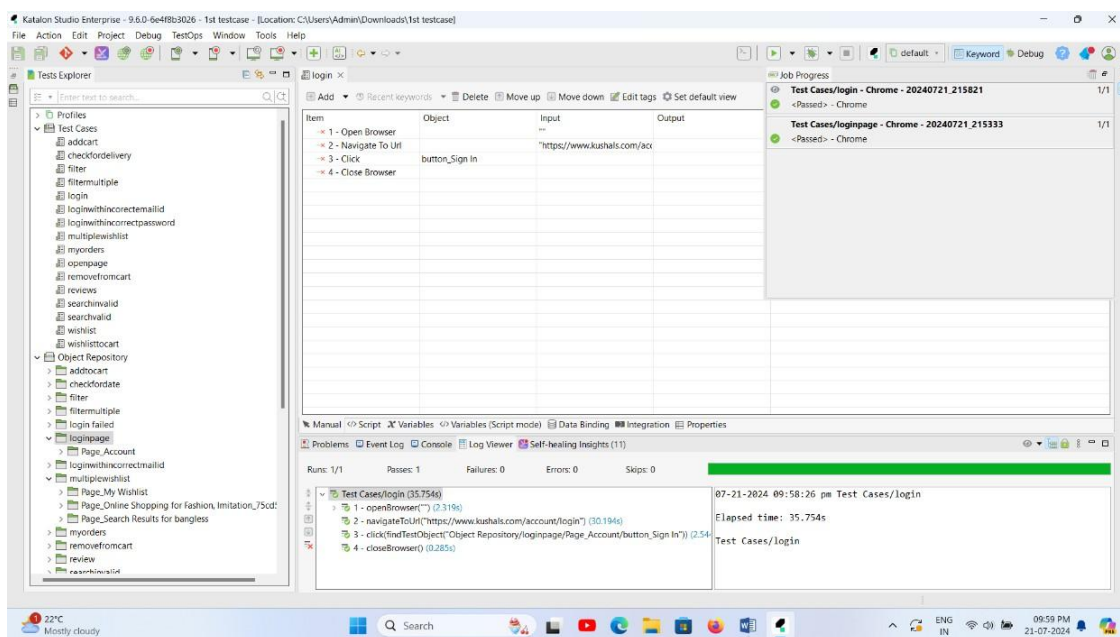 Katalon Studio Enterprise - 9.6.0-6e4f8b3026 - 1st testcase - [Location: C:\Users\Admin\Downloads\1st testcase]
File Action Edit Project Debug TestOps Window Tools Help
default Keyword Debug
Tests Explorer
Enter text to search...
Profiles
Test Cases
addcart
checkfordelivery
filter
filtermultiple
login
loginwithincorectemailid
loginwithincorrectpassword
multiplewishlist
myorders
openpage
removefromcart
reviews
searchinvalid
searchvalid
wishlist
wishlisttocart
Object Repository
addtocart
checkfordate
filter
filtermultiple
login failed
loginpage
Page_Account
loginwithincorrectmailid
multiplewishlist
Page_My Wishlist
Page_Online Shopping for Fashion, Imitation_75cd5
Page_Search Results for bangless
myorders
removefromcart
review
searchinvalid
login
Add Recent keywords Delete Move up Move down Edit tags Set default view
Item Object Input Output
1 - Open Browser ""
2 - Navigate To Url "https://www.kushals.com/acc
3 - Click button_Sign In
4 - Close Browser
Job Progress
Test Cases/login - Chrome - 20240721_215821 1/1
<Passed> - Chrome
Test Cases/loginpage - Chrome - 20240721_215333 1/1
<Passed> - Chrome
Manual Script Variables Variables (Script mode) Data Binding Integration Properties
Problems Event Log Console Log Viewer Self-healing Insights (11)
Runs: 1/1 Passes: 1 Failures: 0 Errors: 0 Skips: 0
Test Cases/login (35.754s)
1 - openBrowser("") (2.319s)
2 - navigateToUrl("https://www.kushals.com/account/login") (30.194s)
3 - click(findTestObject("Object Repository/loginpage/Page_Account/button_Sign In")) (2.54
4 - closeBrowser() (0.285s)
07-21-2024 09:58:26 pm Test Cases/login
Elapsed time: 35.754s
Test Cases/login
22°C
Mostly cloudy
Search
ENG
IN
09:59 PM
21-07-2024